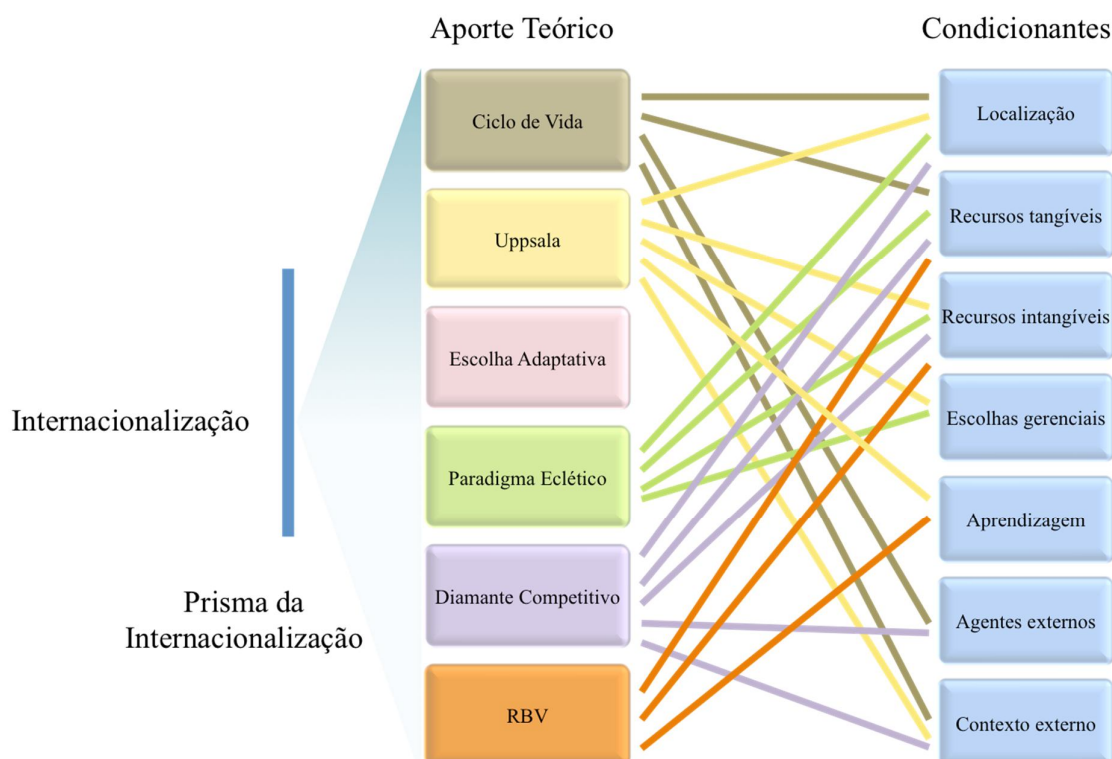 Aporte Teórico
Condicionantes
Ciclo de Vida
Uppsala
Escolha Adaptativa
Paradigma Eclético
Diamante Competitivo
RBV
Localização
Recursos tangíveis
Recursos intangíveis
Escolhas gerenciais
Aprendizagem
Agentes externos
Contexto externo
Internacionalização
Prisma da
Internacionalização